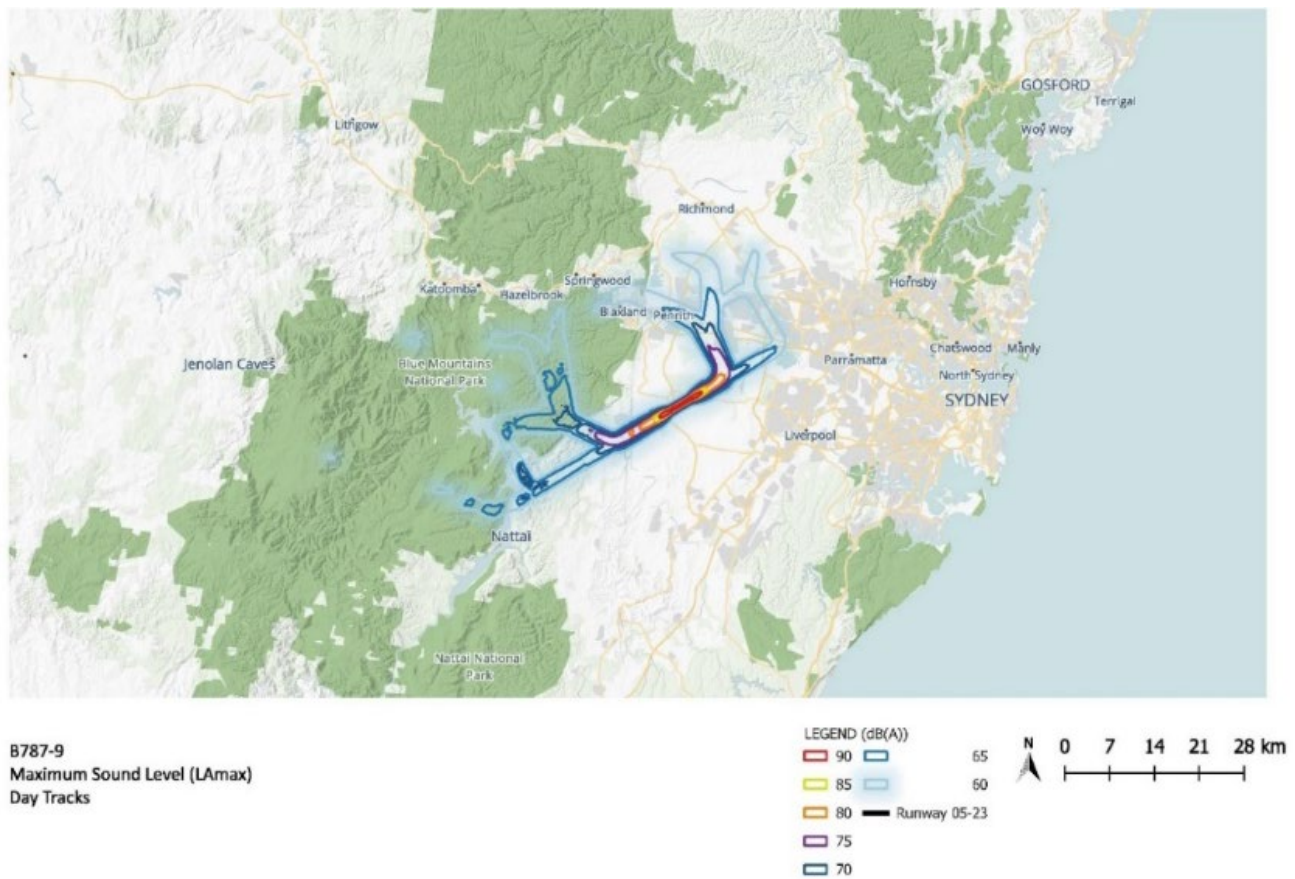 GOSFORD
Terrigal
Lithgow
Woy Woy
Richmond
Springwood
Katoomba
Hazelbrook
Hornsby
Blaxland Penrith
Jenolan Caves
Blue Mountains
National Park
Parramatta
Chatswood
Manly
North Sydney
SYDNEY
Liverpool
Nattai
Nattai National
Park
B787-9
Maximum Sound Level (LAmax)
Day Tracks
LEGEND (dB(A))
90 65
85 60
80 Runway 05-23
75
70
N 0 7 14 21 28 km